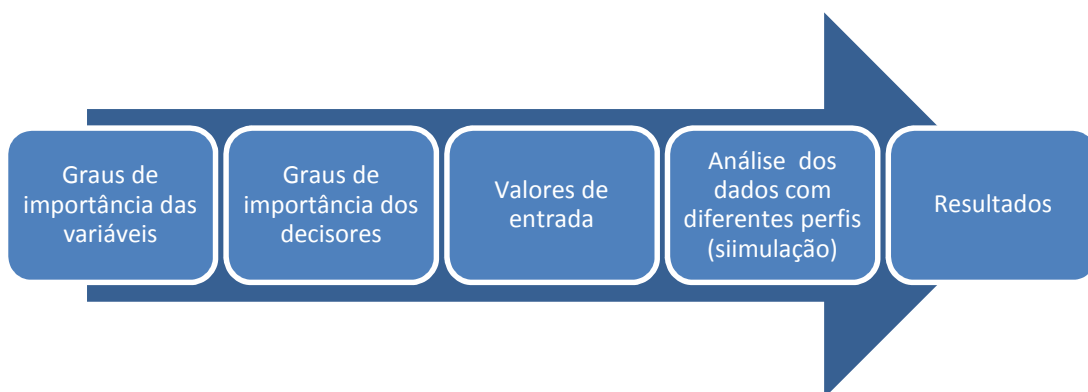 Graus de
importância das
variáveis
Graus de
importância dos
decisores
Valores de
entrada
Análise dos
dados com
diferentes perfis
(siimulação)
Resultados